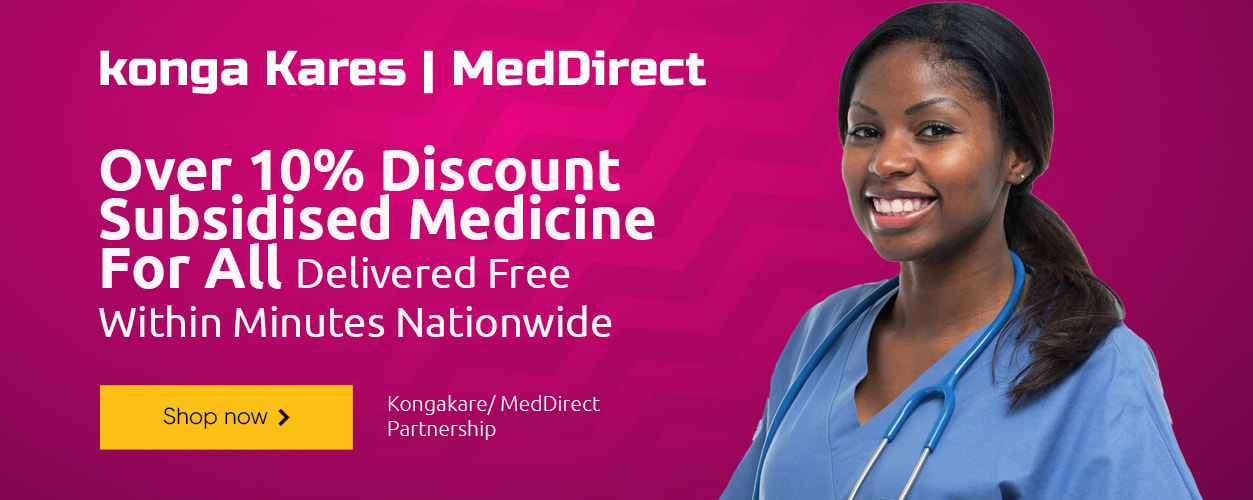 konga Kares | MedDirect
Over 10% Discount
Subsidised Medicine
For All Delivered Free
Within Minutes Nationwide
Shop now
Kongakare/ MedDirect
Partnership